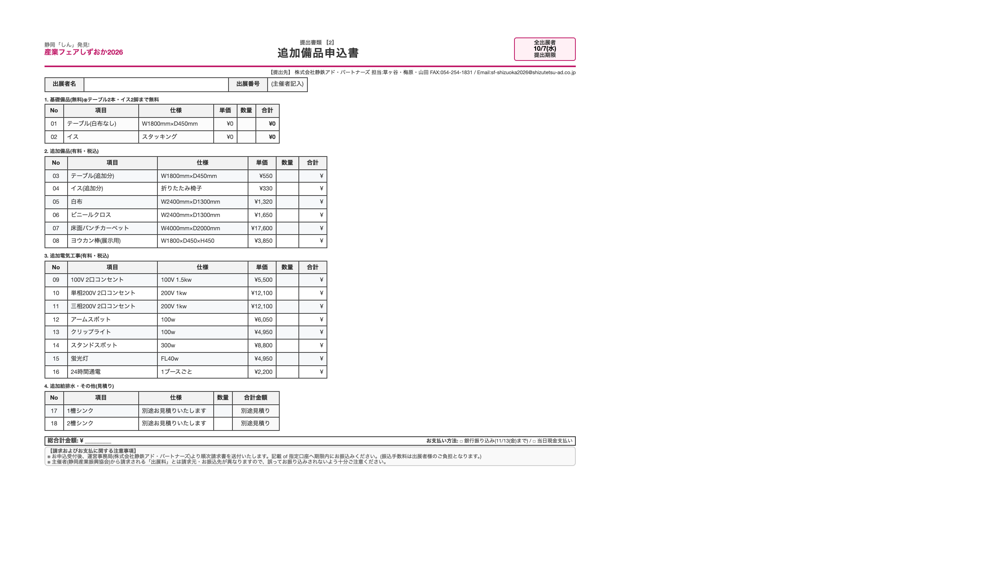 静岡「しん」発見!
産業フェアしずおか2026
提出書類 【2】
追加備品申込書
全出展者
10/7(水)
提出期限
【提出先】 株式会社静鉄アド・パートナーズ 担当:草ヶ谷・梅原・山田 FAX:054-254-1831 / Email:sf-shizuoka2026@shizutetsu-ad.co.jp
出展者名 出展番号 (主催者記入)
1. 基礎備品(無料)※テーブル2本・イス2脚まで無料
No 項目 仕様 単価 数量 合計
01 テーブル(白布なし) W1800mm×D450mm ¥0 ¥0
02 イス スタッキング ¥0 ¥0
2. 追加備品(有料・税込)
No 項目 仕様 単価 数量 合計
03 テーブル(追加分) W1800mm×D450mm ¥550 ¥
04 イス(追加分) 折りたたみ椅子 ¥330 ¥
05 白布 W2400mm×D1300mm ¥1,320 ¥
06 ビニールクロス W2400mm×D1300mm ¥1,650 ¥
07 床面パンチカーペット W4000mm×D2000mm ¥17,600 ¥
08 ヨウカン棒(展示用) W1800×D450×H450 ¥3,850 ¥
3. 追加電気工事(有料・税込)
No 項目 仕様 単価 数量 合計
09 100V 2口コンセント 100V 1.5kw ¥5,500 ¥
10 単相200V 2口コンセント 200V 1kw ¥12,100 ¥
11 三相200V 2口コンセント 200V 1kw ¥12,100 ¥
12 アームスポット 100w ¥6,050 ¥
13 クリップライト 100w ¥4,950 ¥
14 スタンドスポット 300w ¥8,800 ¥
15 蛍光灯 FL40w ¥4,950 ¥
16 24時間通電 1ブースごと ¥2,200 ¥
4. 追加給排水・その他(見積り)
No 項目 仕様 数量 合計金額
17 1槽シンク 別途お見積りいたします 別途見積り
18 2槽シンク 別途お見積りいたします 別途見積り
総合計金額: ¥ ________ お支払い方法: □ 銀行振り込み(11/13(金)まで) / □ 当日現金支払い
【請求およびお支払に関する注意事項】
※ お申込受付後、運営事務局(株式会社静鉄アド・パートナーズ)より順次請求書を送付いたします。記載 of 指定口座へ期限内にお振込みください。(振込手数料は出展者様のご負担となります。)
※ 主催者(静岡産業振興協会)から請求される「出展料」とは請求元・お振込先が異なりますので、誤ってお振り込みされないよう十分ご注意ください。